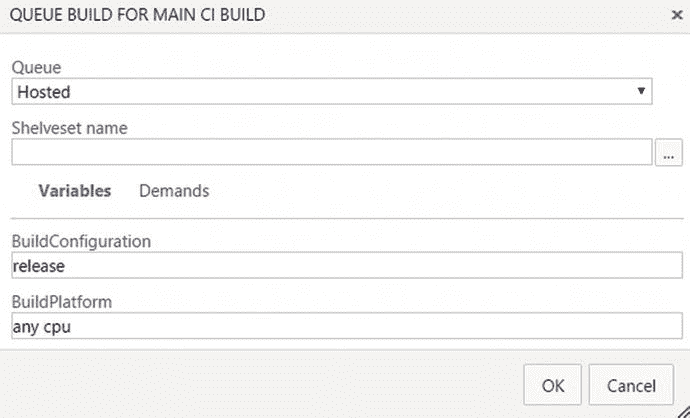 QUEUE BUILD FOR MAIN CI BUILD
Queue
Hosted
Shelveset name
...
Variables Demands
BuildConfiguration
release
BuildPlatform
any cpu
OK Cancel